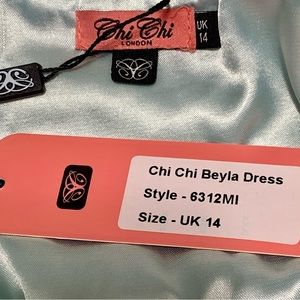 Chi Chi
LONDON
UK
14
Chi Chi Beyla Dress
Style - 6312MI
Size - UK 14